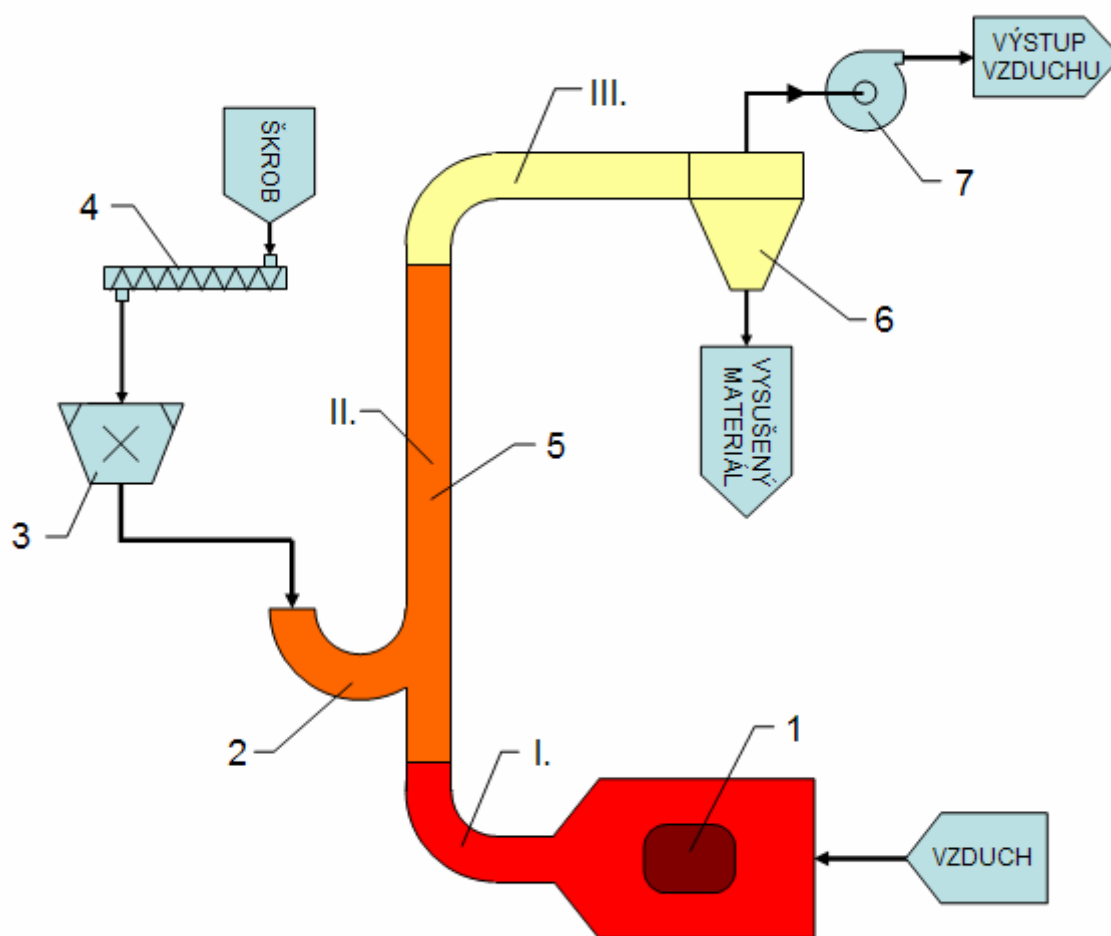 VÝSTUP
VZDUCHU
III.
7
ŠKROB
4
6
VYSUŠENÝ
MATERIÁL
II.
5
3
2
I.
1
VZDUCH